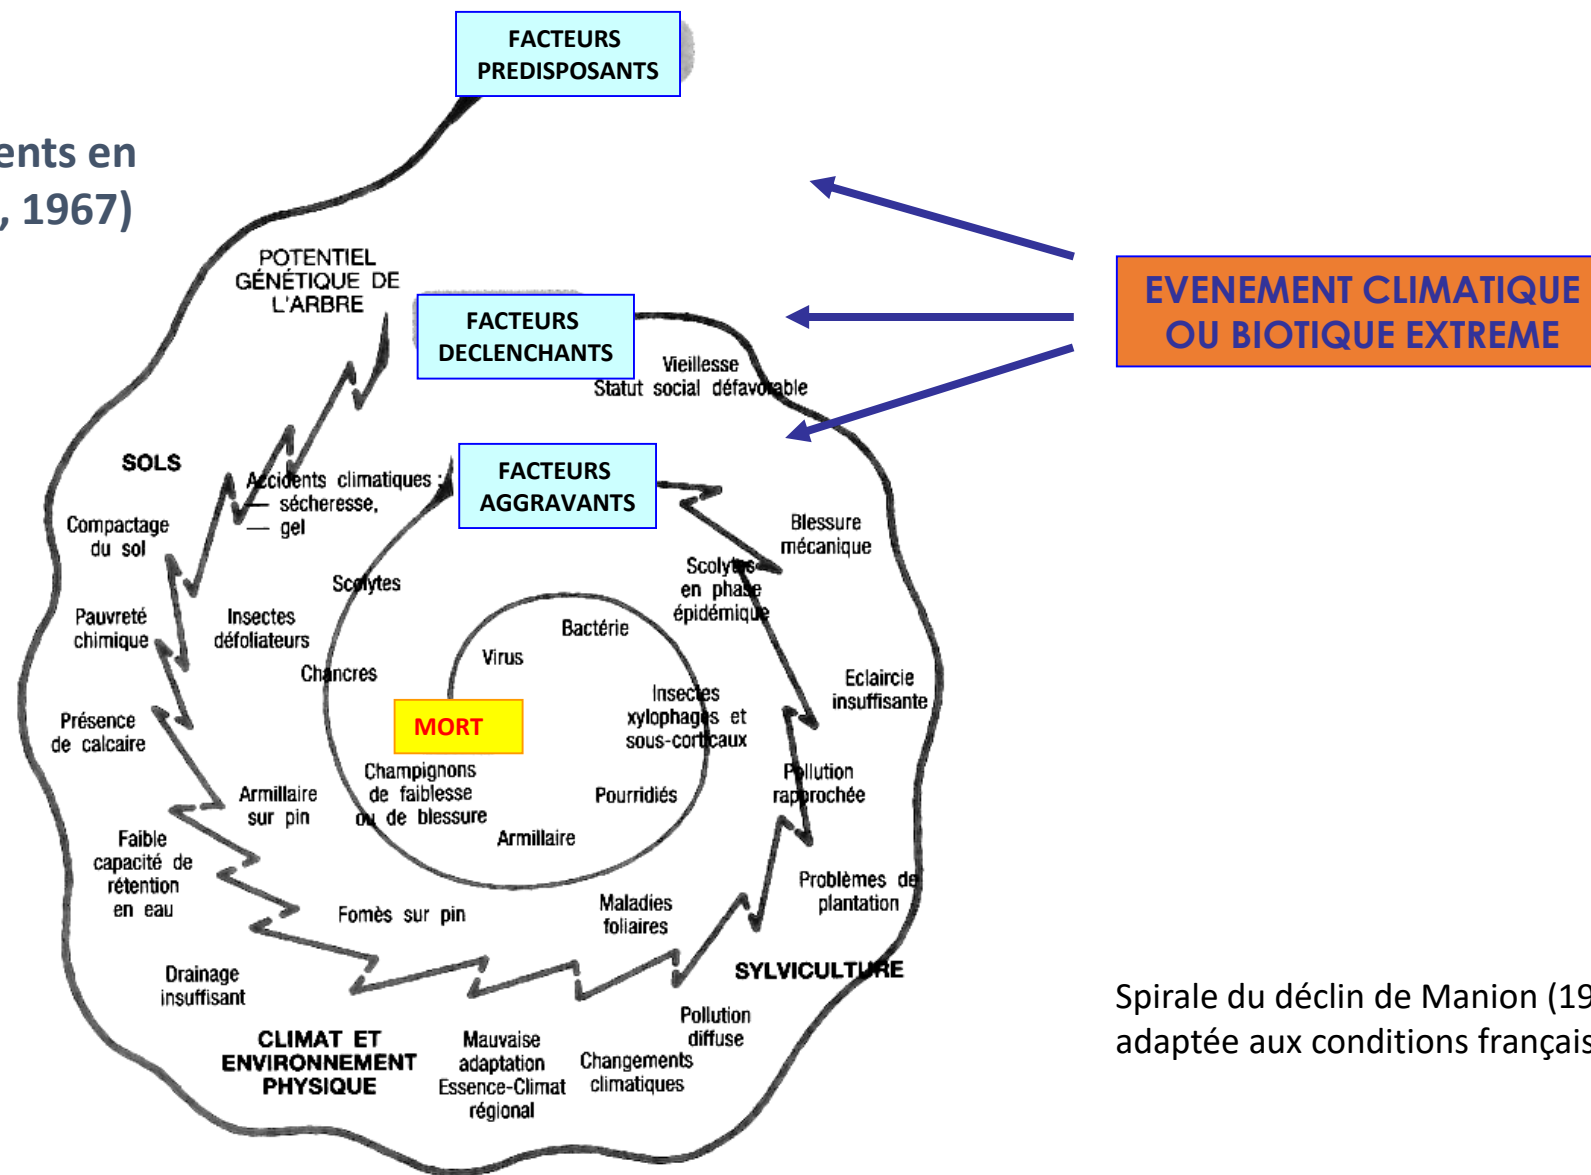 FACTEURS
PREDISPOSANTS
ents en
, 1967)
POTENTIEL
GÉNÉTIQUE DE
L'ARBRE
FACTEURS
DECLENCHANTS
EVENEMENT CLIMATIQUE
OU BIOTIQUE EXTREME
Vieillesse
Statut social défavorable
SOLS
Accidents climatiques :
— sécheresse,
— gel
FACTEURS
AGGRAVANTS
Compactage
du sol
Blessure
mécanique
Scolytes
Scolytes
en phase
épidémique
Pauvreté
chimique
Insectes
défoliateurs
Bactérie
Virus
Chancres
Eclaircie
insuffisante
Insectes
xylophages et
sous-corticaux
MORT
Présence
de calcaire
Champignons
de faiblesse
ou de blessure
Pollution
rapprochée
Armillaire
sur pin
Pourridiés
Armillaire
Faible
capacité de
rétention
en eau
Problèmes de
plantation
Fomès sur pin
Maladies
foliaires
Drainage
insuffisant
SYLVICULTURE
Pollution
diffuse
CLIMAT ET
ENVIRONNEMENT
PHYSIQUE
Mauvaise
adaptation
Essence-Climat
régional
Changements
climatiques
Spirale du déclin de Manion (19
adaptée aux conditions français